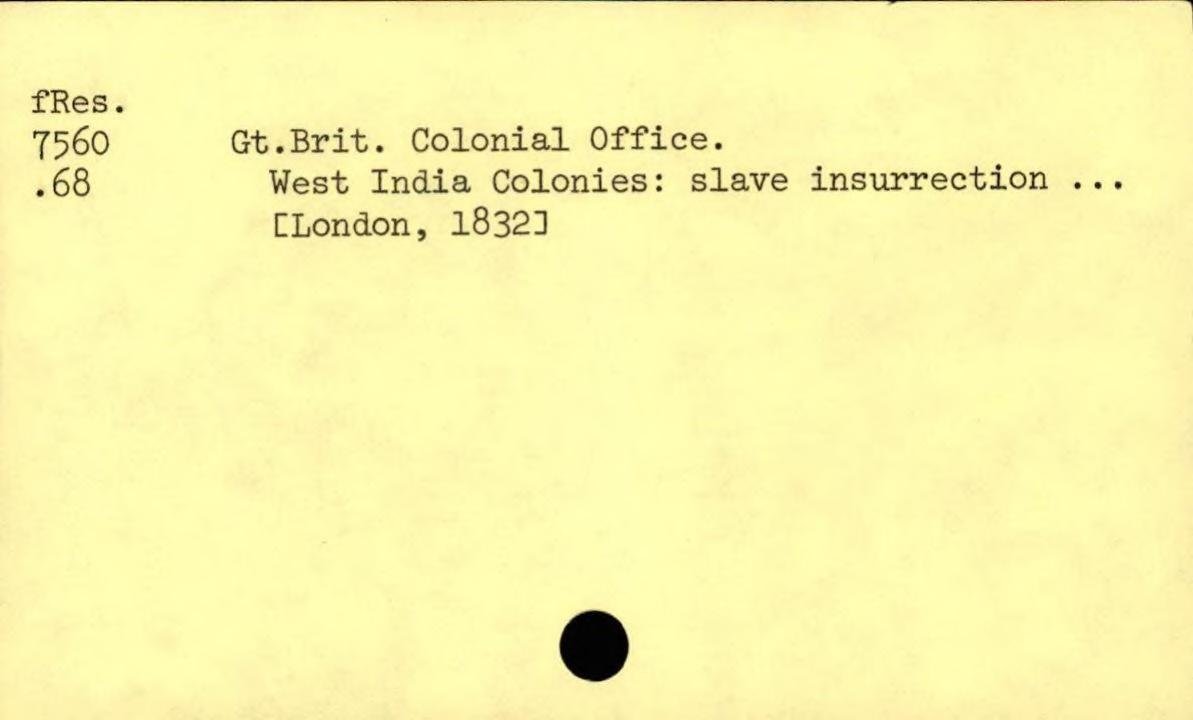 fRes.
7560 Gt.Brit. Colonial Office.
.68 West India Colonies: slave insurrection ...
[London, 1832]